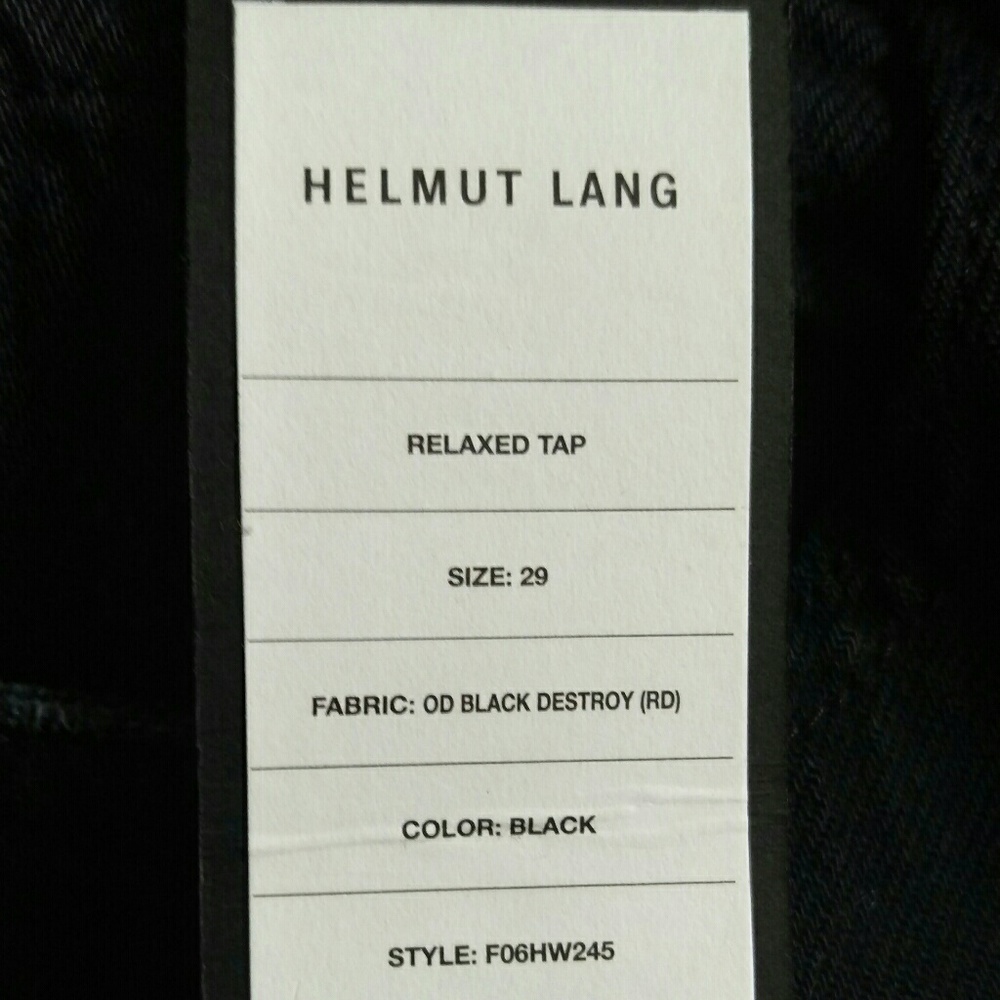 HELMUT LANG
RELAXED TAP
SIZE: 29
FABRIC: OD BLACK DESTROY (RD)
COLOR: BLACK
STYLE: F06HW245